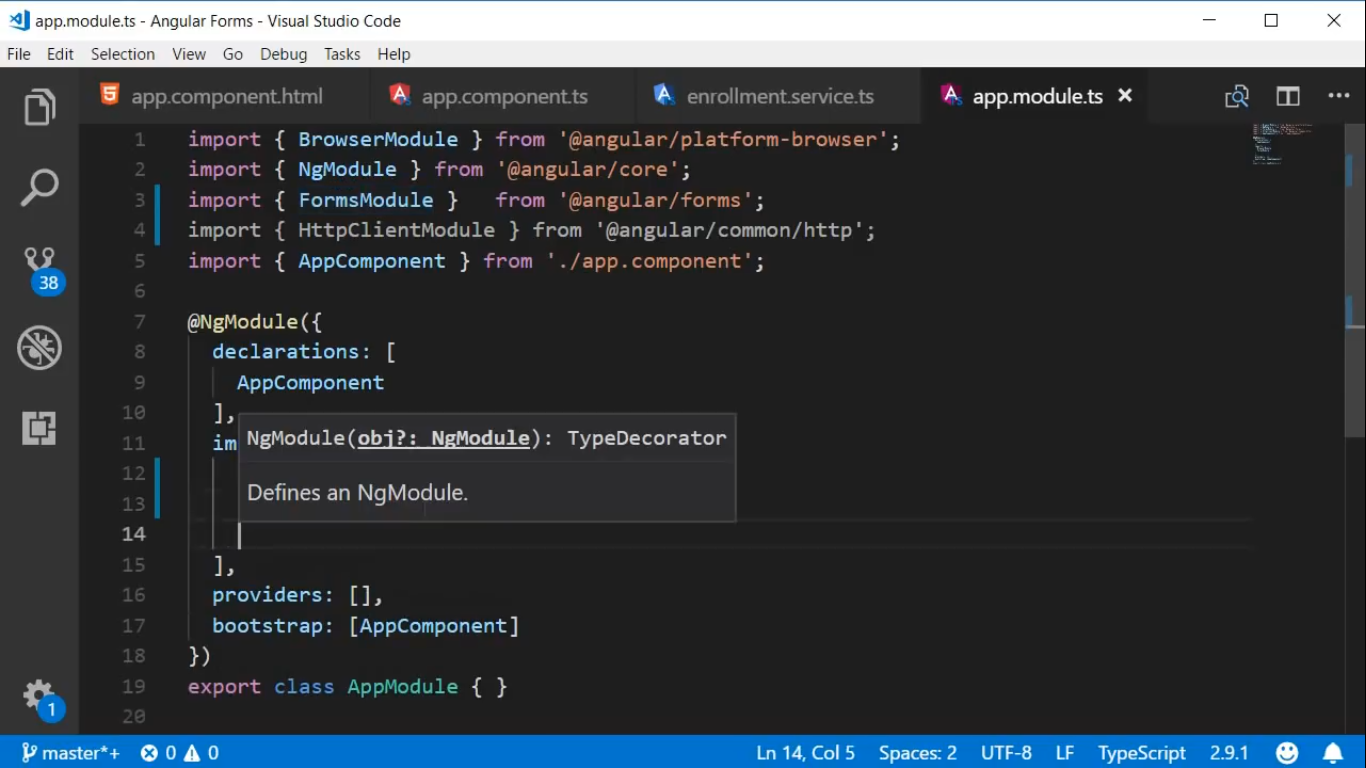 app.module.ts - Angular Forms - Visual Studio Code
File Edit Selection View Go Debug Tasks Help
app.component.html app.component.ts enrollment.service.ts app.module.ts
1 import { BrowserModule } from '@angular/platform-browser';
2 import { NgModule } from '@angular/core';
3 import { FormsModule }   from '@angular/forms';
4 import { HttpClientModule } from '@angular/common/http';
5 import { AppComponent } from './app.component';
6
7 @NgModule({
8   declarations: [
9     AppComponent
10   ],
NgModule(obj?: NgModule): TypeDecorator
11   im
12
Defines an NgModule.
13
14
15   ],
16   providers: [],
17   bootstrap: [AppComponent]
18 })
19 export class AppModule { }
20
38
1
master*+ 0 0 Ln 14, Col 5 Spaces: 2 UTF-8 LF TypeScript 2.9.1